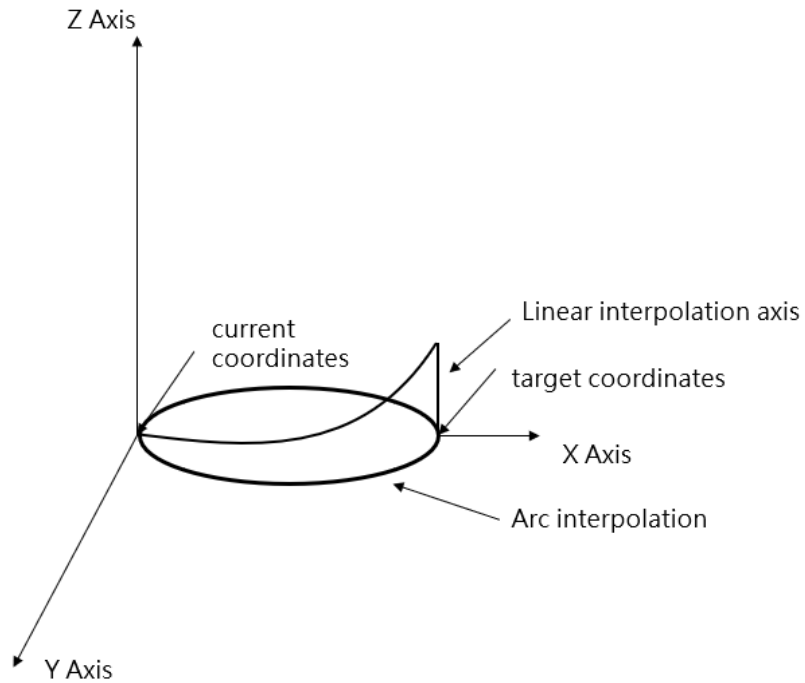 Z Axis
current
coordinates
Linear interpolation axis
target coordinates
X Axis
Arc interpolation
Y Axis